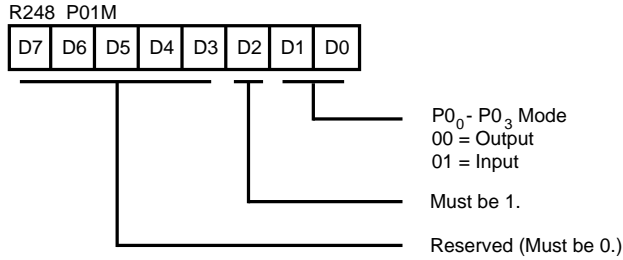 R248 P01M
D7 D6 D5 D4 D3 D2 D1 D0
P0₀- P0₃ Mode
00 = Output
01 = Input
Must be 1.
Reserved (Must be 0.)